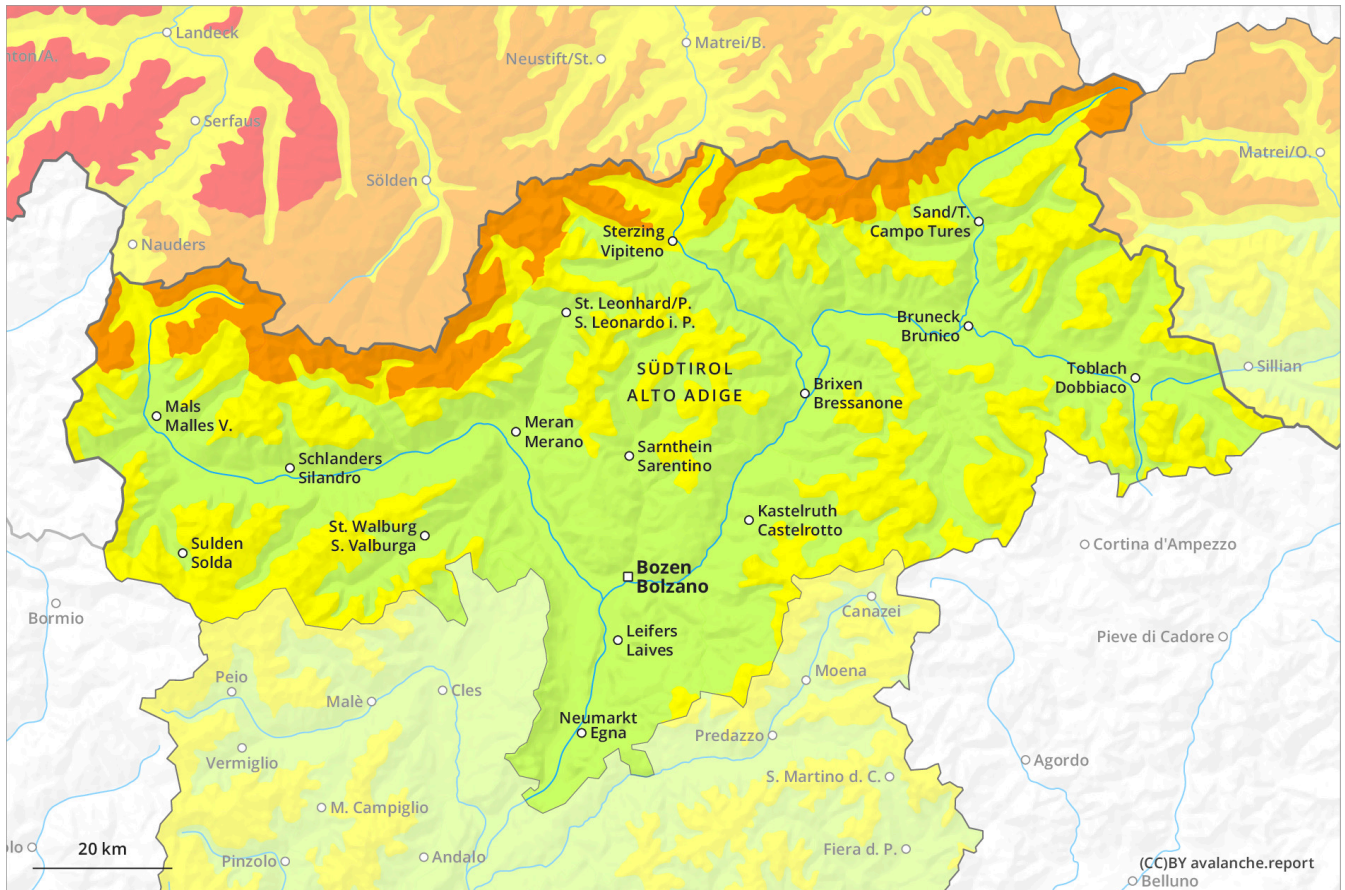 Landeck
nton/A.
Matrei/B.
Neustift/St.
Serfaus
Matrei/O.
Sölden
Nauders
Sand/T.
Campo Tures
Sterzing
Vipiteno
St. Leonhard/P.
S. Leonardo i. P.
Bruneck
Brunico
SÜDTIROL
ALTO ADIGE
Toblach
Dobbiaco
Sillian
Brixen
Bressanone
Mals
Malles V.
Meran
Merano
Schlanders
Silandro
Sarnthein
Sarentino
St. Walburg
S. Valburga
Kastelruth
Castelrotto
Sulden
Solda
Cortina d'Ampezzo
Bozen
Bolzano
Bormio
Canazei
Leifers
Laives
Pieve di Cadore
Peio
Moena
Malè
Cles
Neumarkt
Egna
Predazzo
Vermiglio
Agordo
S. Martino d. C.
M. Campiglio
lo
20 km
Pinzolo
Andalo
Fiera d. P.
(CC)BY avalanche.report
Belluno